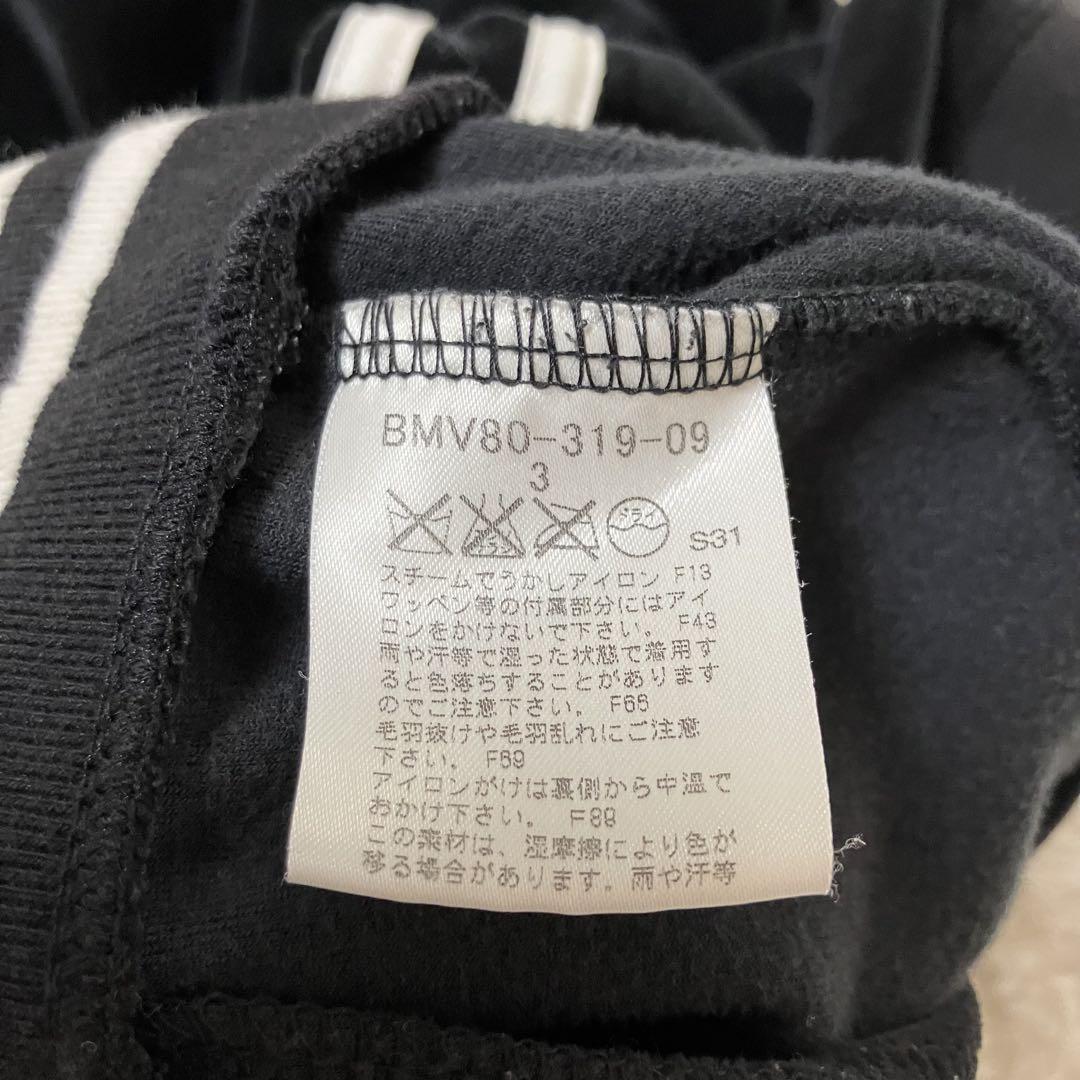 BMV80-319-09
3
ドライ
S31
スチームでうかしアイロン F13
ワッペン等の付属部分にはアイ
ロンをかけないで下さい。 F43
雨や汗等で湿った状態で着用す
ると色落ちすることがあります
のでご注意下さい。 F66
毛羽抜けや毛羽乱れにご注意
下さい。 F69
アイロンがけは裏側から中温で
おかけ下さい。 F89
この素材は、湿摩擦により色が
移る場合があります。雨や汗等